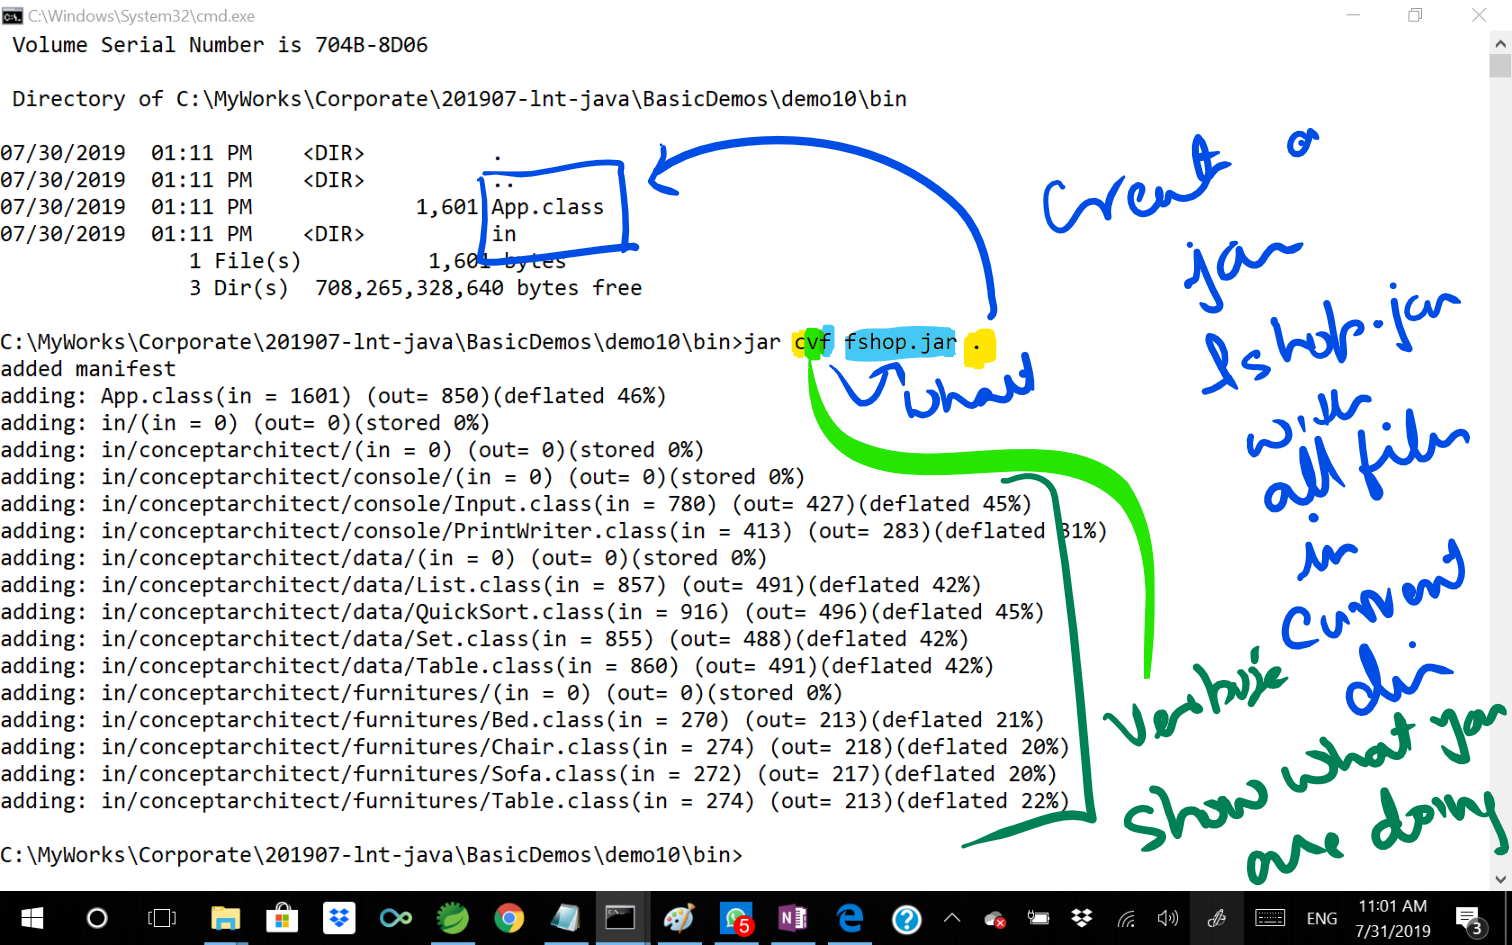 C:\Windows\System32\cmd.exe
Volume Serial Number is 704B-8D06
Directory of C:\MyWorks\Corporate\201907-lnt-java\BasicDemos\demo10\bin
07/30/2019  01:11 PM    <DIR>          .
07/30/2019  01:11 PM    <DIR>          ..
07/30/2019  01:11 PM             1,601 App.class
07/30/2019  01:11 PM    <DIR>          in
1 File(s)          1,601 bytes
3 Dir(s)  708,265,328,640 bytes free
C:\MyWorks\Corporate\201907-lnt-java\BasicDemos\demo10\bin>jar cvf fshop.jar .
added manifest
adding: App.class(in = 1601) (out= 850)(deflated 46%)
adding: in/(in = 0) (out= 0)(stored 0%)
adding: in/conceptarchitect/(in = 0) (out= 0)(stored 0%)
adding: in/conceptarchitect/console/(in = 0) (out= 0)(stored 0%)
adding: in/conceptarchitect/console/Input.class(in = 780) (out= 427)(deflated 45%)
adding: in/conceptarchitect/console/PrintWriter.class(in = 413) (out= 283)(deflated 31%)
adding: in/conceptarchitect/data/(in = 0) (out= 0)(stored 0%)
adding: in/conceptarchitect/data/List.class(in = 857) (out= 491)(deflated 42%)
adding: in/conceptarchitect/data/QuickSort.class(in = 916) (out= 496)(deflated 45%)
adding: in/conceptarchitect/data/Set.class(in = 855) (out= 488)(deflated 42%)
adding: in/conceptarchitect/data/Table.class(in = 860) (out= 491)(deflated 42%)
adding: in/conceptarchitect/furnitures/(in = 0) (out= 0)(stored 0%)
adding: in/conceptarchitect/furnitures/Bed.class(in = 270) (out= 213)(deflated 21%)
adding: in/conceptarchitect/furnitures/Chair.class(in = 274) (out= 218)(deflated 20%)
adding: in/conceptarchitect/furnitures/Sofa.class(in = 272) (out= 217)(deflated 20%)
adding: in/conceptarchitect/furnitures/Table.class(in = 274) (out= 213)(deflated 22%)
C:\MyWorks\Corporate\201907-lnt-java\BasicDemos\demo10\bin>
what
Creat a
jar
fshop.jar
with
all files
in
current
dir
show what you
are doing
5
ENG
11:01 AM
7/31/2019
3